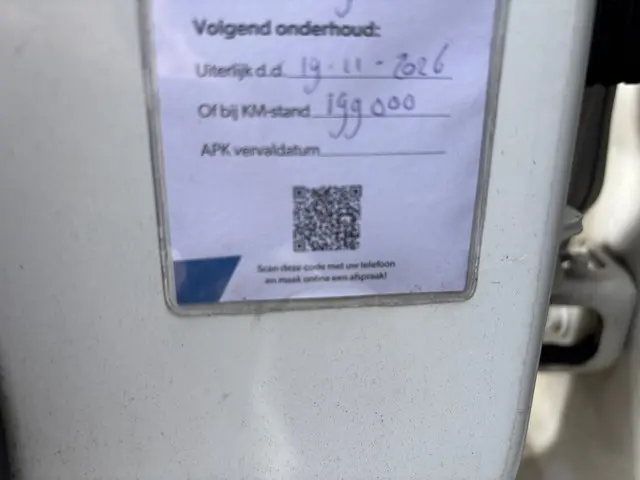 Volgend onderhoud:
Uiterlijk d.d. 19-11-2026
Of bij KM-stand 199000
APK vervaldatum
Scan deze code met uw telefoon
en maak online een afspraak!